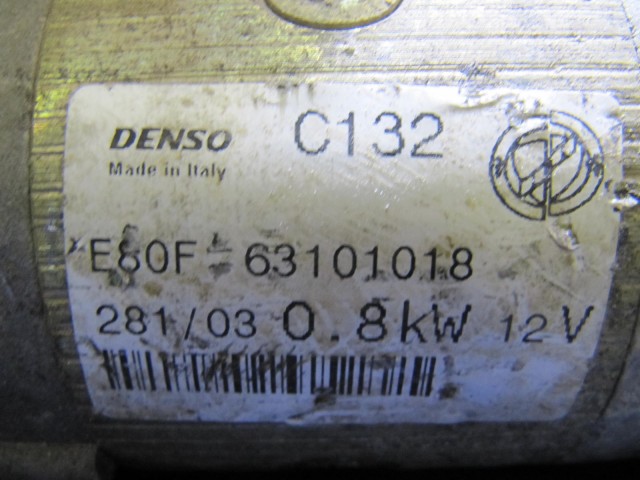 DENSO C132
Made in Italy
E80F-63101018
281/03 0.8kW 12V